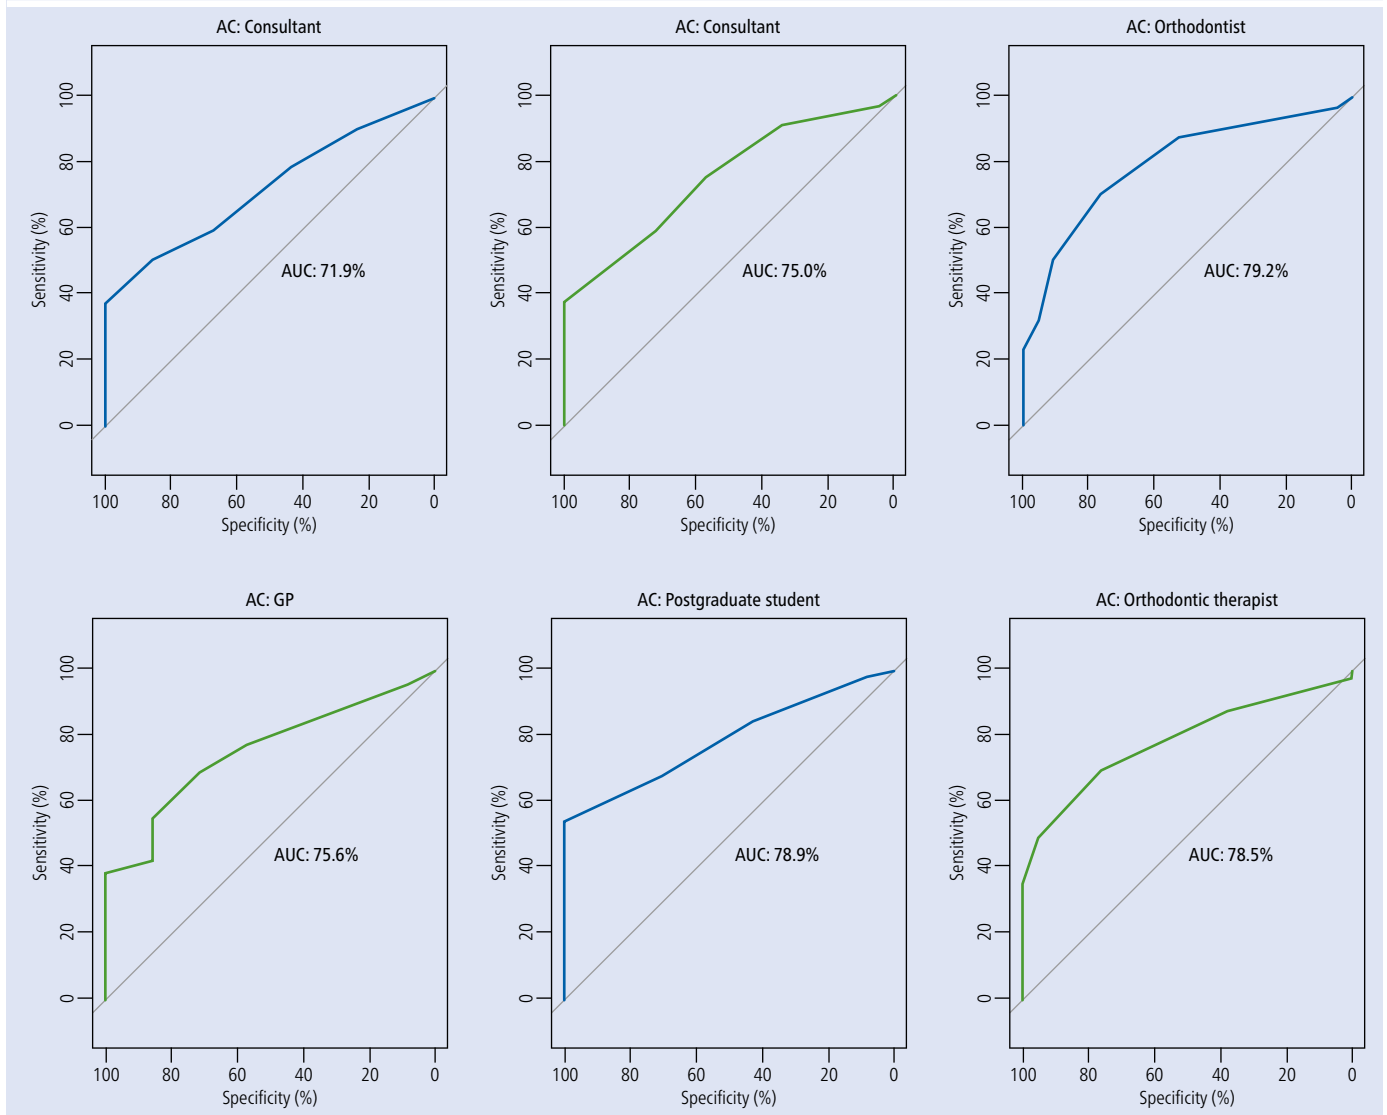 AC: Consultant
Sensitivity (%)
100
80
60
40
20
0
AUC: 71.9%
100 80 60 40 20 0
Specificity (%)
AC: Consultant
Sensitivity (%)
100
80
60
40
20
0
AUC: 75.0%
100 80 60 40 20 0
Specificity (%)
AC: Orthodontist
Sensitivity (%)
100
80
60
40
20
0
AUC: 79.2%
100 80 60 40 20 0
Specificity (%)
AC: GP
Sensitivity (%)
100
80
60
40
20
0
AUC: 75.6%
100 80 60 40 20 0
Specificity (%)
AC: Postgraduate student
Sensitivity (%)
100
80
60
40
20
0
AUC: 78.9%
100 80 60 40 20 0
Specificity (%)
AC: Orthodontic therapist
Sensitivity (%)
100
80
60
40
20
0
AUC: 78.5%
100 80 60 40 20 0
Specificity (%)